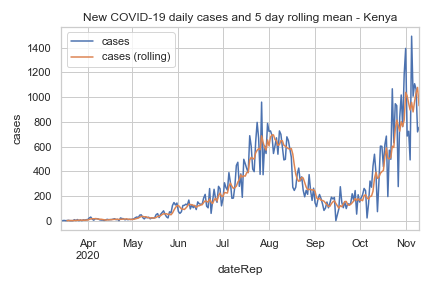 New COVID-19 daily cases and 5 day rolling mean - Kenya
cases
cases (rolling)
cases
1400
1200
1000
800
600
400
200
0
Apr
2020
May
Jun
Jul
Aug
Sep
Oct
Nov
dateRep